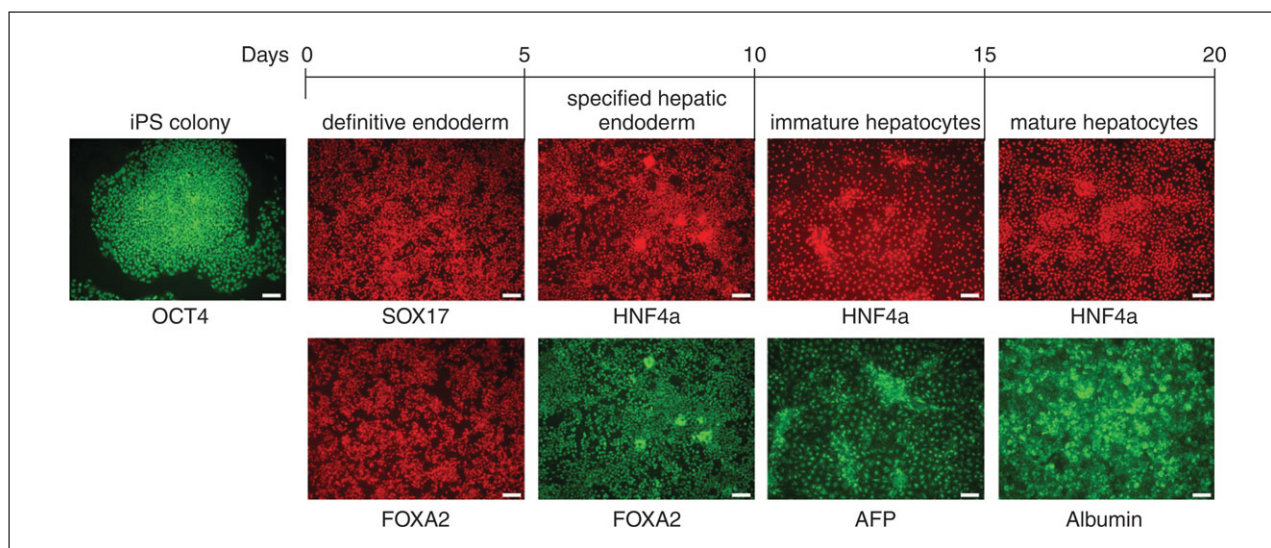 Days 0 5 10 15 20
iPS colony
definitive endoderm
specified hepatic
endoderm
immature hepatocytes
mature hepatocytes
OCT4
SOX17
HNF4a
HNF4a
HNF4a
FOXA2
FOXA2
AFP
Albumin